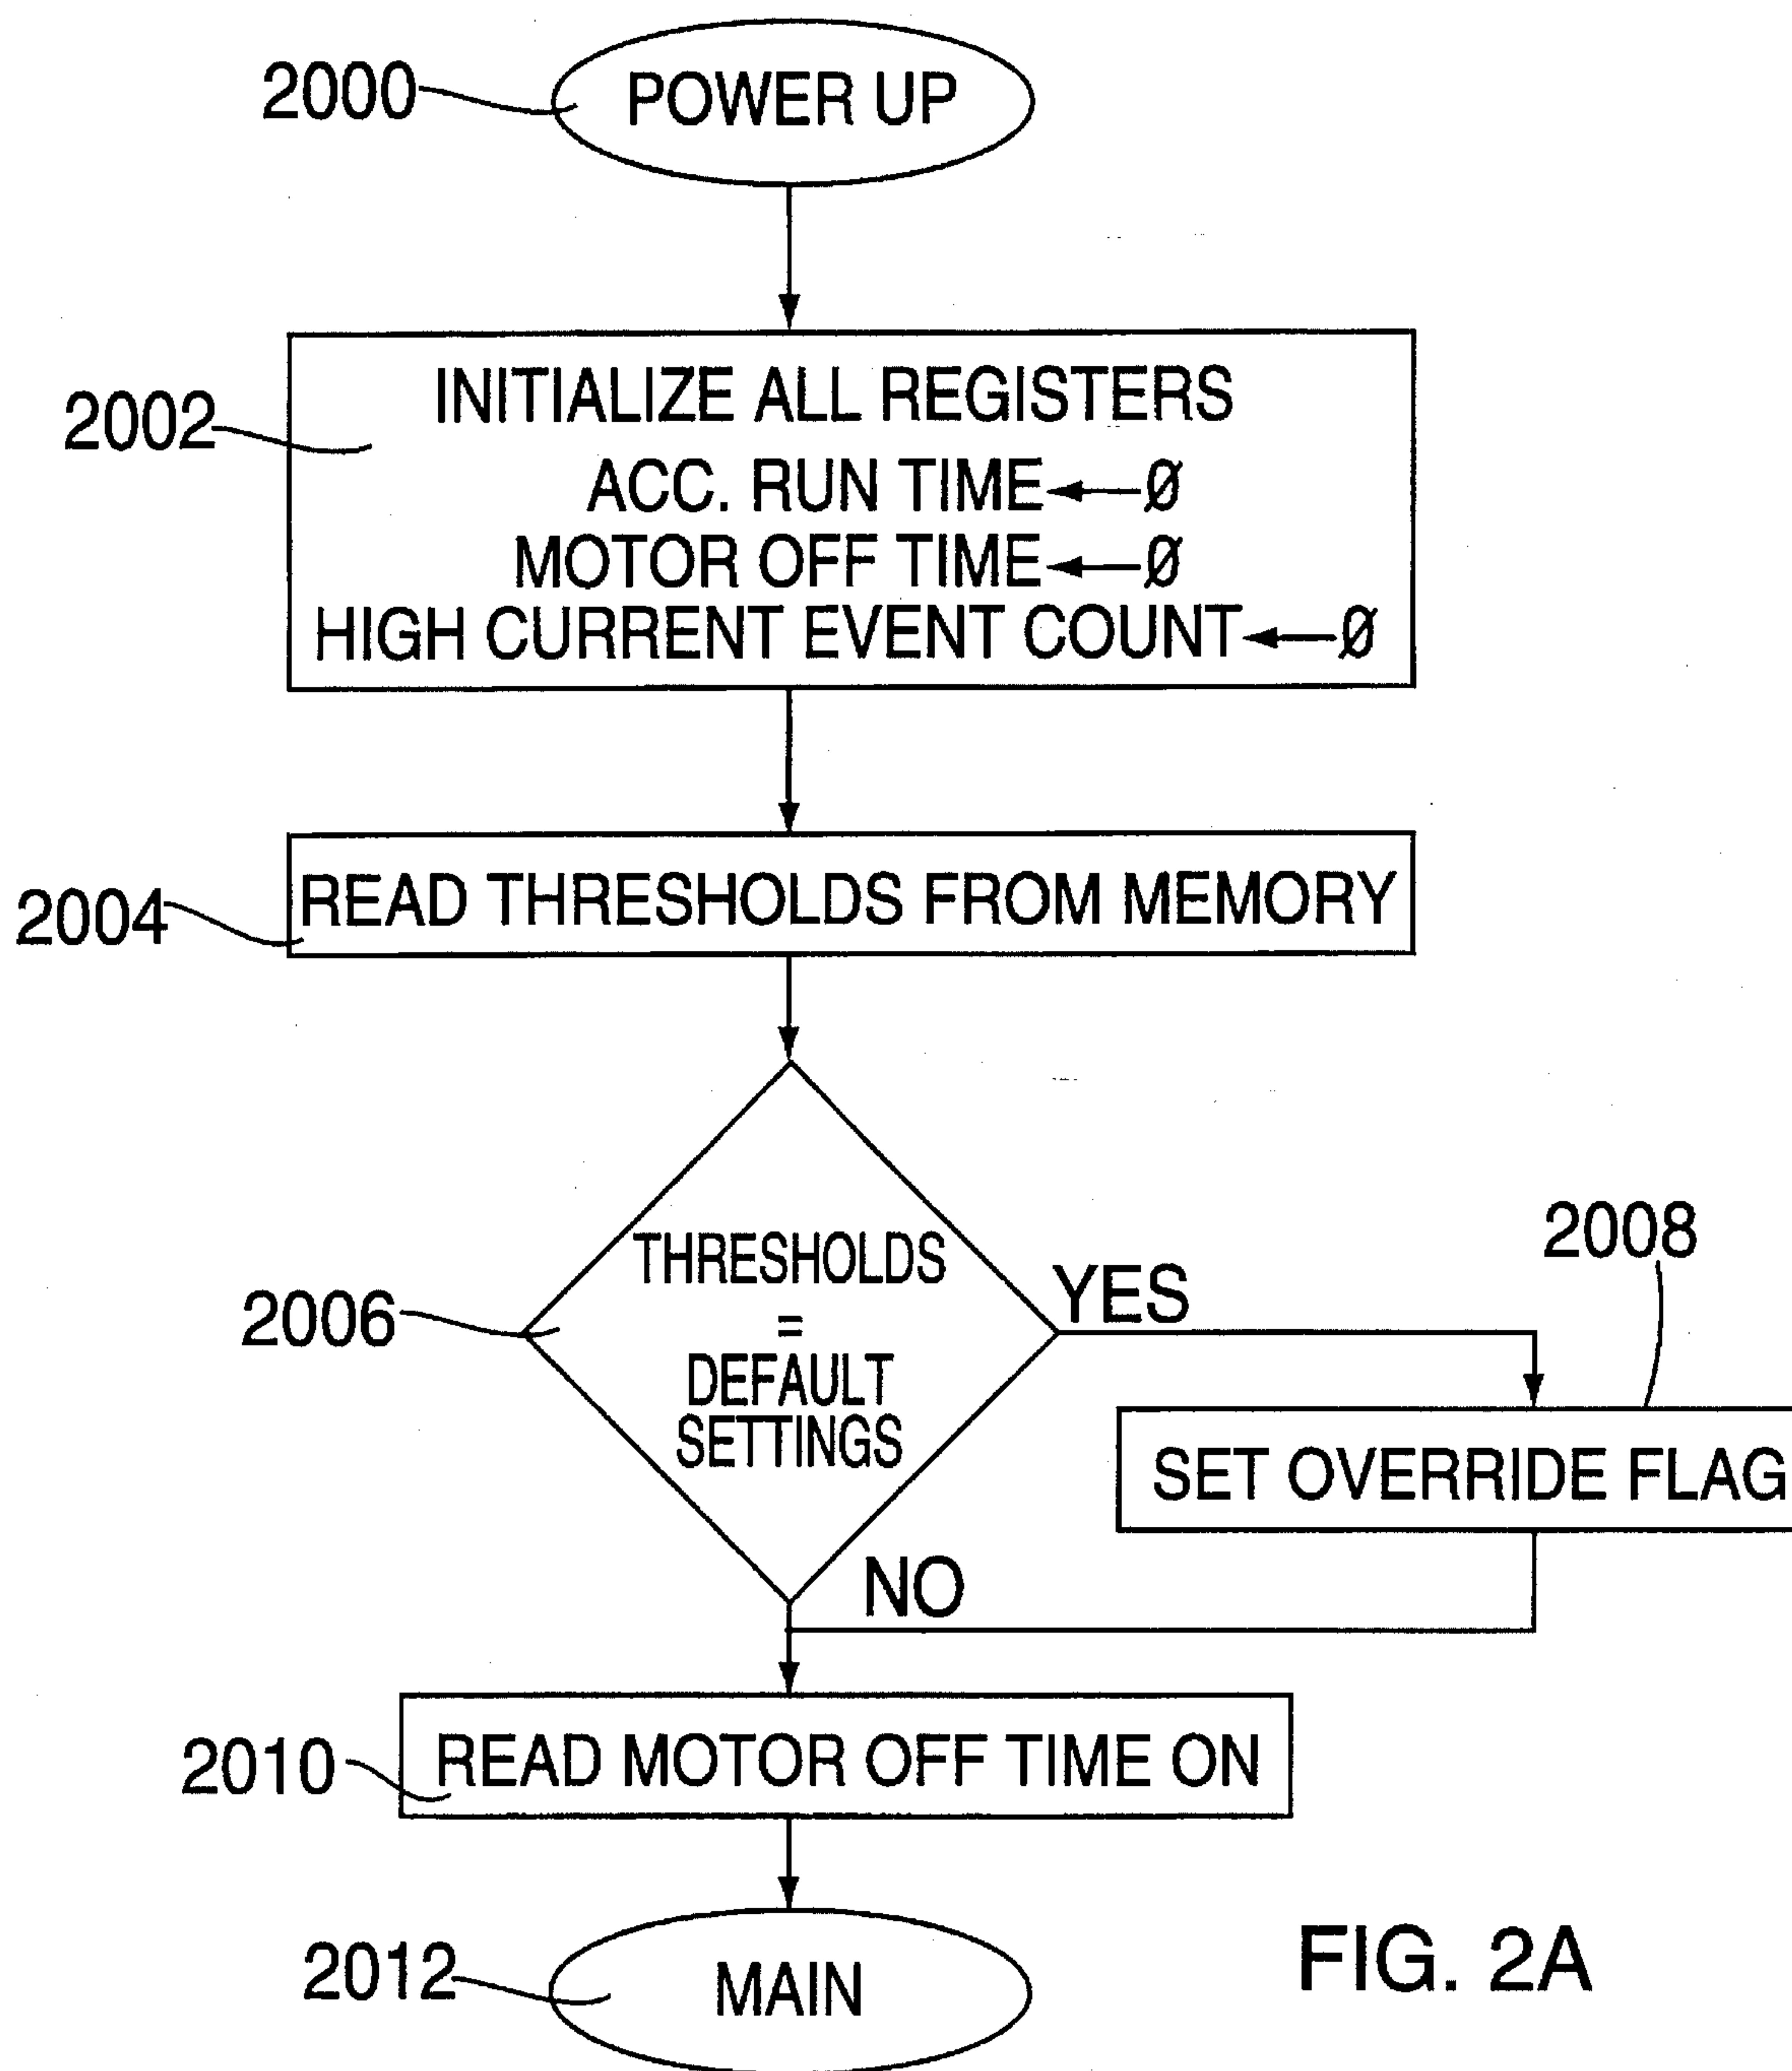 2000
POWER UP
2002
INITIALIZE ALL REGISTERS
ACC. RUN TIME←Ø
MOTOR OFF TIME←Ø
HIGH CURRENT EVENT COUNT←Ø
2004
READ THRESHOLDS FROM MEMORY
2006
THRESHOLDS
=
DEFAULT
SETTINGS
YES
2008
SET OVERRIDE FLAG
NO
2010
READ MOTOR OFF TIME ON
2012
MAIN
FIG. 2A